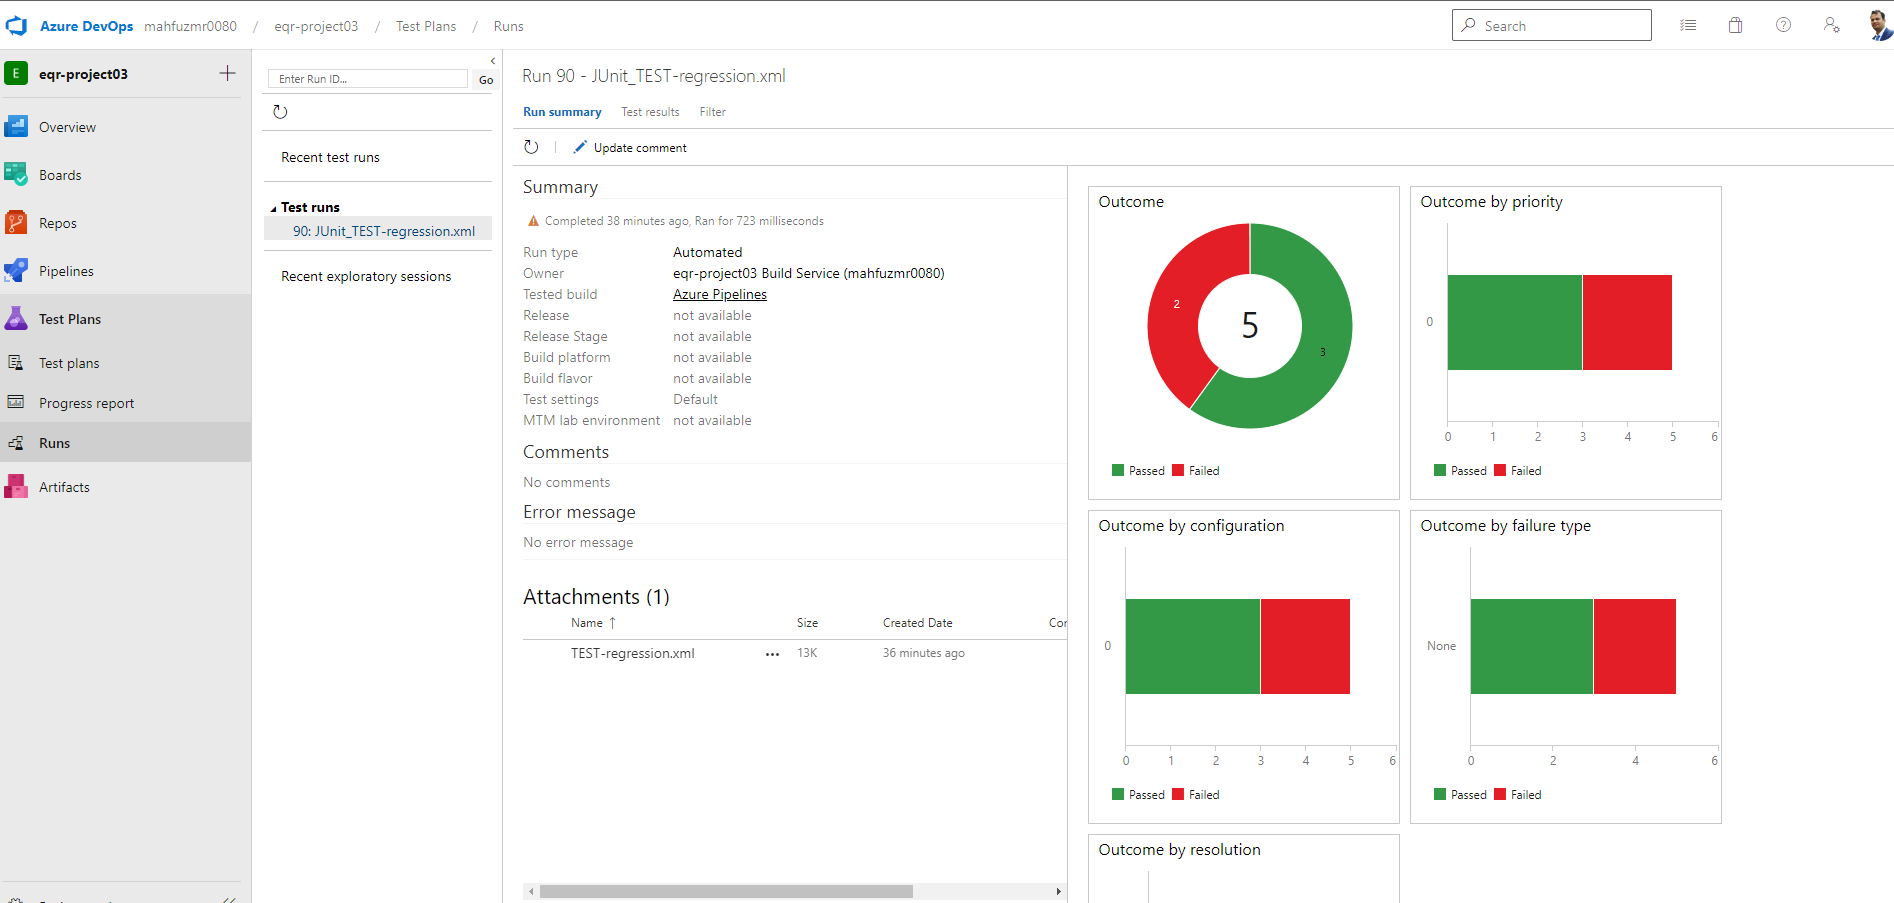 Azure DevOps mahfuzmr0080 / eqr-project03 / Test Plans / Runs
Search
E eqr-project03
Overview
Boards
Repos
Pipelines
Test Plans
Test plans
Progress report
Runs
Artifacts
Enter Run ID...
Go
Recent test runs
Test runs
90: JUnit_TEST-regression.xml
Recent exploratory sessions
Run 90 - JUnit_TEST-regression.xml
Run summary Test results Filter
Update comment
Summary
Completed 38 minutes ago, Ran for 723 milliseconds
Run type Automated
Owner eqr-project03 Build Service (mahfuzmr0080)
Tested build Azure Pipelines
Release not available
Release Stage not available
Build platform not available
Build flavor not available
Test settings Default
MTM lab environment not available
Comments
No comments
Error message
No error message
Attachments (1)
Name ↑ Size Created Date Cor
TEST-regression.xml ... 13K 36 minutes ago
Outcome
2
5
3
Passed Failed
Outcome by priority
0
0 1 2 3 4 5 6
Passed Failed
Outcome by configuration
0
0 1 2 3 4 5 6
Passed Failed
Outcome by failure type
None
0 2 4 6
Passed Failed
Outcome by resolution